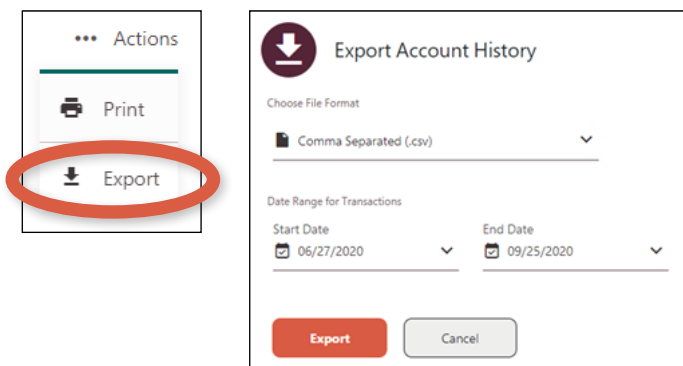 ••• Actions
Print
Export
Export Account History
Choose File Format
Comma Separated (.csv)
Date Range for Transactions
Start Date End Date
06/27/2020 09/25/2020
Export Cancel